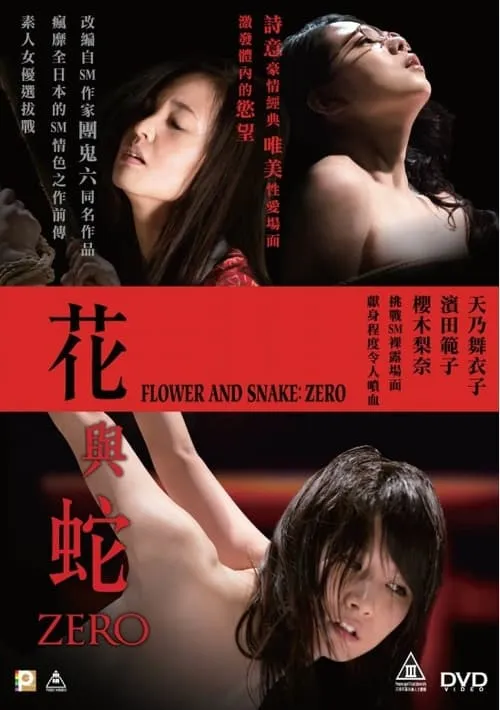 詩意豪情經典 唯美性愛場面
激發體內的慾望
改編自SM作家團鬼六同名作品
瘋靡全日本的SM情色之作前傳
素人女優選拔戰
天乃舞衣子
濱田範子
櫻木梨奈
挑戰SM裸露場面
獻身程度令人噴血
花與蛇
ZERO
FLOWER AND SNAKE: ZERO
III
DVD
VIDEO